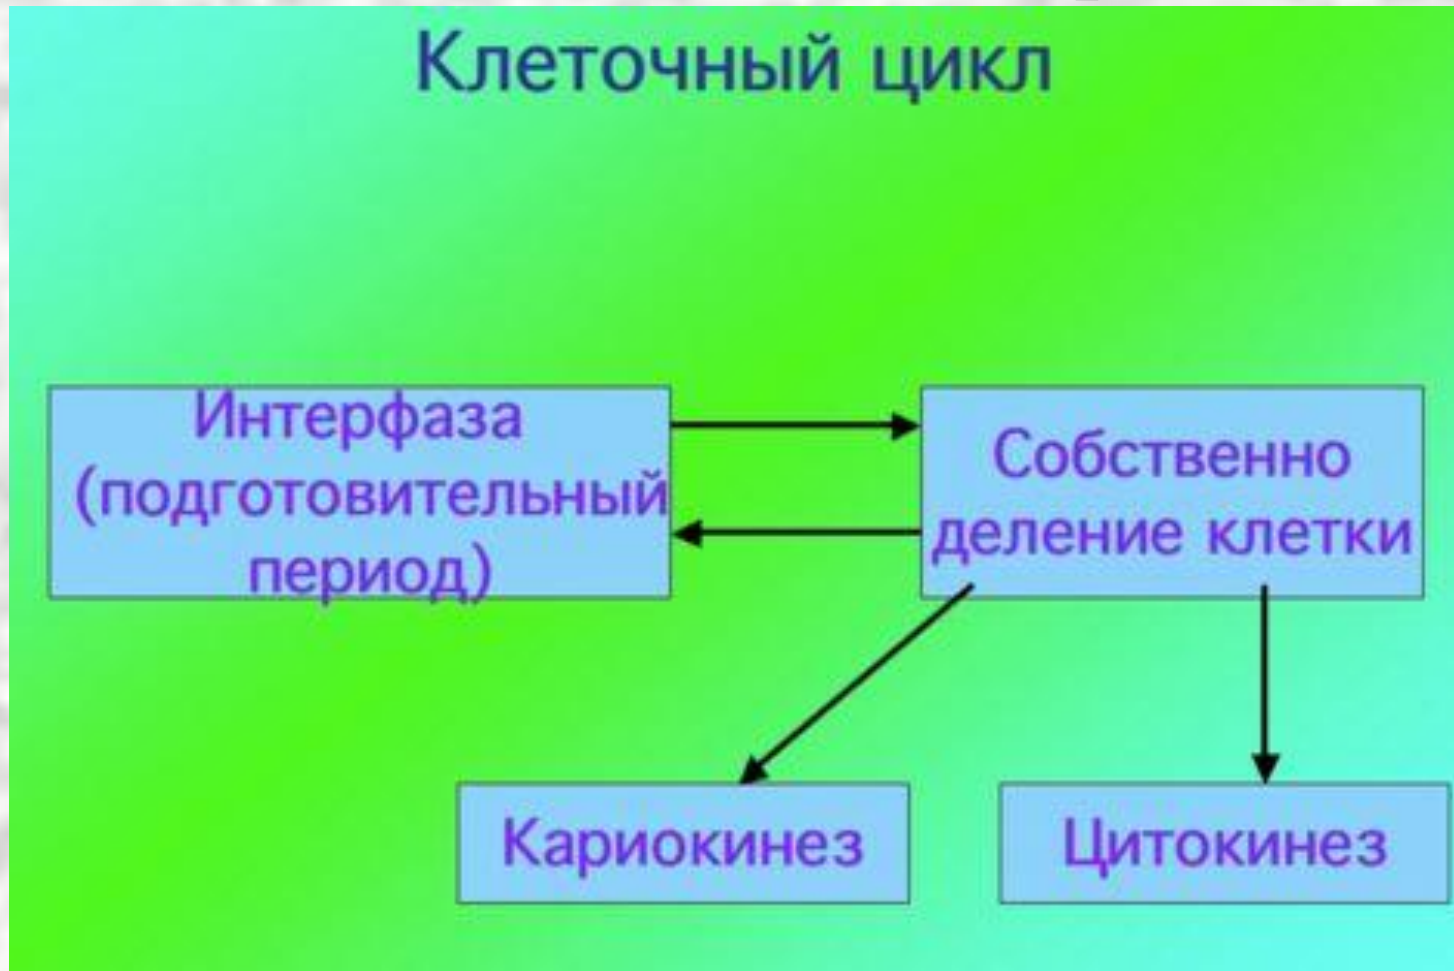 Клеточный цикл
Интерфаза
(подготовительный
период)
Собственно
деление клетки
Кариокинез
Цитокинез